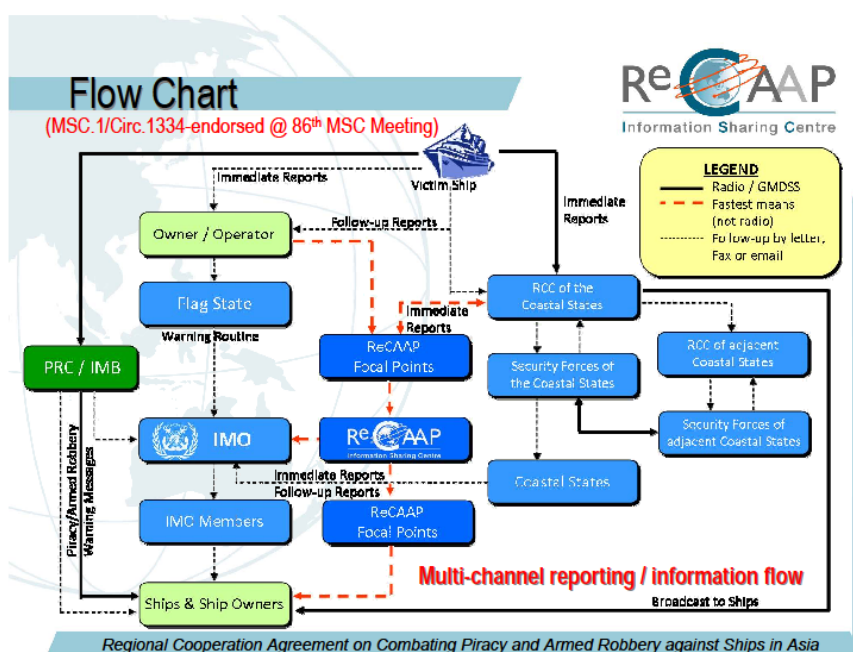 Flow Chart
(MSC.1/Circ.1334-endorsed @ 86th MSC Meeting)
ReCAAP
Information Sharing Centre
LEGEND
Radio / GMDSS
Fastest means
(not radio)
Follow-up by letter,
Fax or email
Victim Ship
Immediate Reports
Immediate
Reports
Follow-up Reports
Owner / Operator
Flag State
Warning Routine
PRC / IMB
Immediate
Reports
ReCAAP
Focal Points
RCC of the
Coastal States
RCC of adjacent
Coastal States
Security Forces of
the Coastal States
Security Forces of
adjacent Coastal States
IMO
ReCAAP
Information Sharing Centre
Immediate Reports
Follow-up Reports
Coastal States
Piracy/Armed Robbery
Warning Messages
IMO Members
ReCAAP
Focal Points
Multi-channel reporting / information flow
Ships & Ship Owners
Broadcast to Ships
Regional Cooperation Agreement on Combating Piracy and Armed Robbery against Ships in Asia